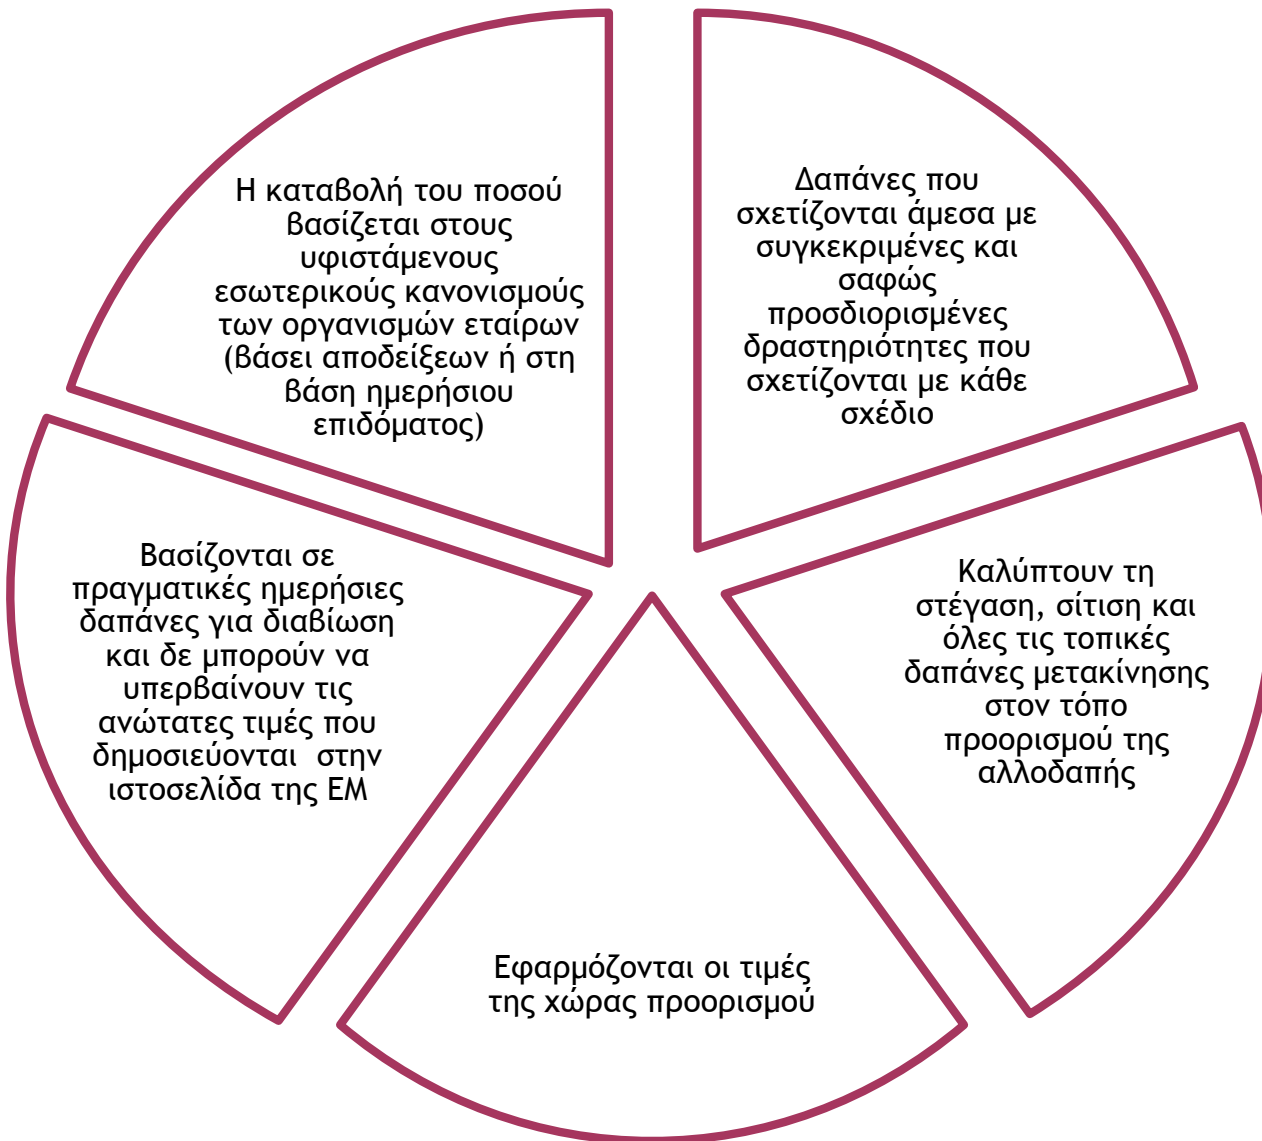 Δαπάνες που
σχετίζονται άμεσα με
συγκεκριμένες και
σαφώς
προσδιορισμένες
δραστηριότητες που
σχετίζονται με κάθε
σχέδιο
Καλύπτουν τη
στέγαση, σίτιση και
όλες τις τοπικές
δαπάνες μετακίνησης
στον τόπο
προορισμού της
αλλοδαπής
Εφαρμόζονται οι τιμές
της χώρας προορισμού
Βασίζονται σε
πραγματικές ημερήσιες
δαπάνες για διαβίωση
και δε μπορούν να
υπερβαίνουν τις
ανώτατες τιμές που
δημοσιεύονται στην
ιστοσελίδα της ΕΜ
Η καταβολή του ποσού
βασίζεται στους
υφιστάμενους
εσωτερικούς κανονισμούς
των οργανισμών εταίρων
(βάσει αποδείξεων ή στη
βάση ημερήσιου
επιδόματος)